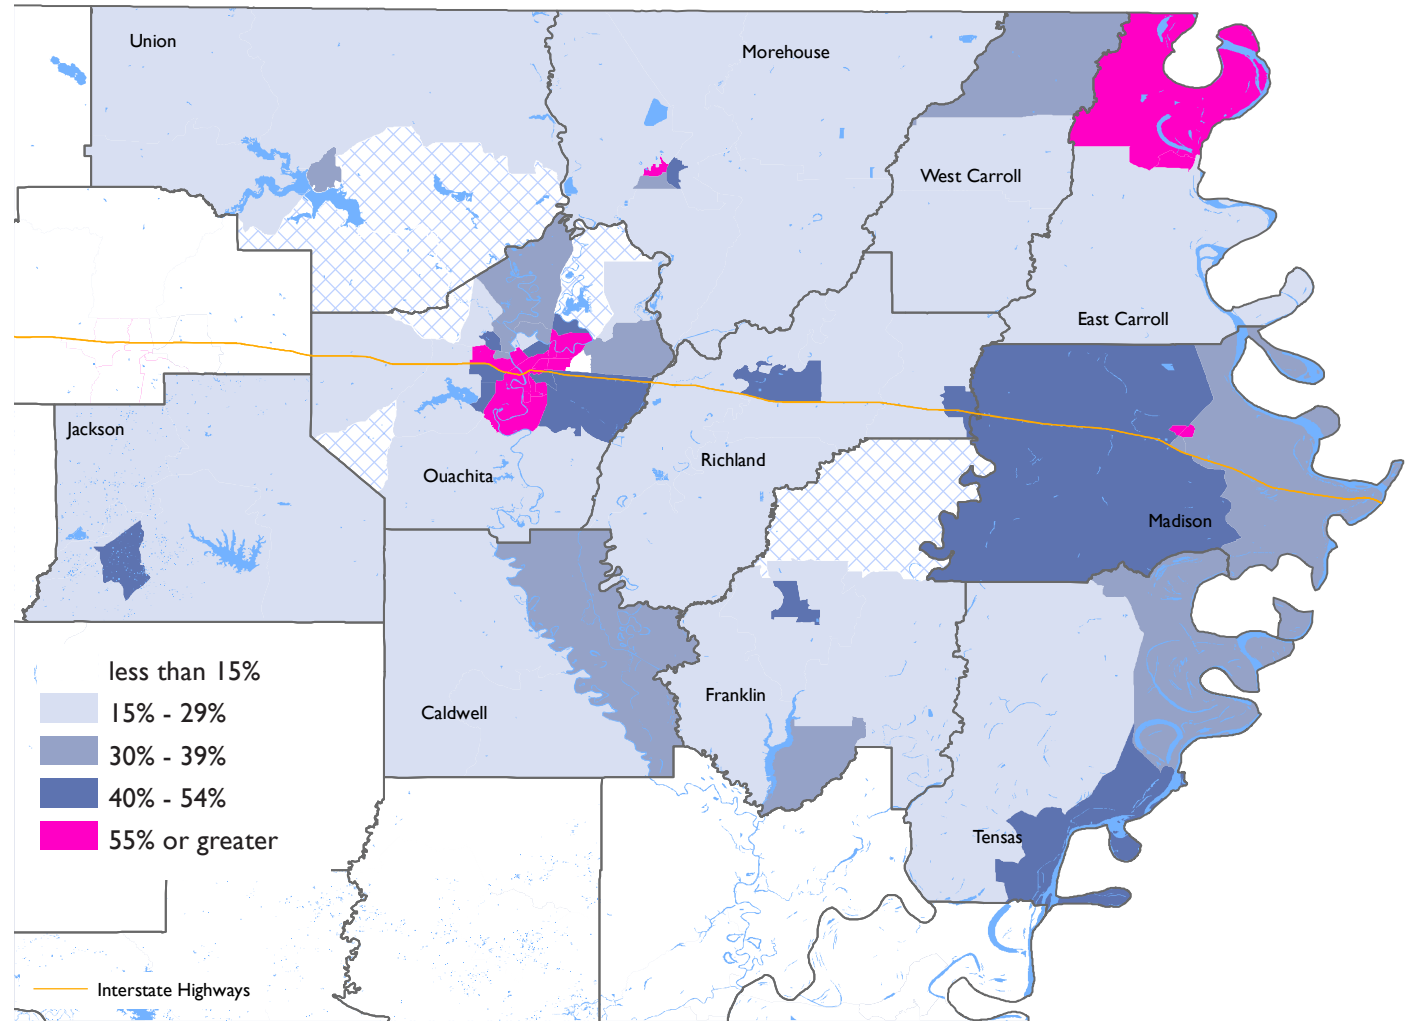 Union
Morehouse
West Carroll
East Carroll
Jackson
Ouachita
Richland
Madison
Franklin
Caldwell
Tensas
less than 15%
15% - 29%
30% - 39%
40% - 54%
55% or greater
Interstate Highways